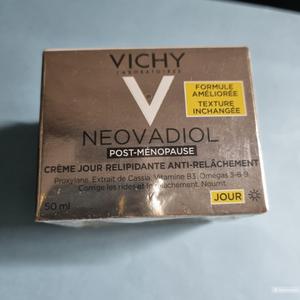 VICHY
LABORATOIRES
FORMULE
AMÉLIORÉE
TEXTURE
INCHANGÉE
NEOVADIOL
POST-MÉNOPAUSE
CRÈME JOUR RELIPIDANTE ANTI-RELÂCHEMENT
Proxylane, Extrait de Cassia, Vitamine B3, Omégas 3-6-9
Corrige les rides et le relâchement. Nourrit.
50 ml
JOUR